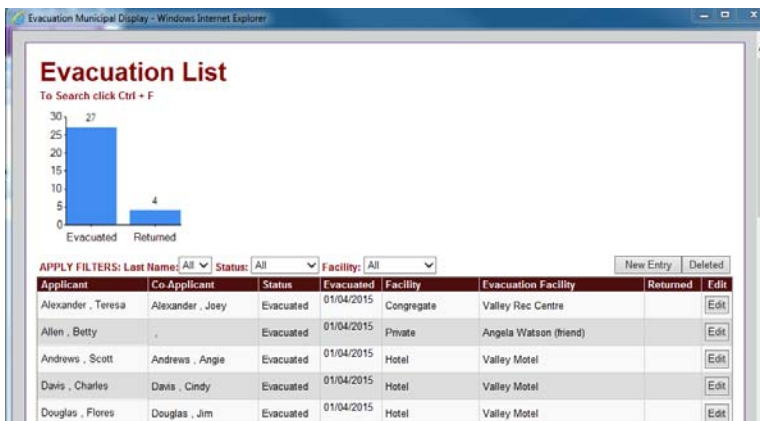 Evacuation Municipal Display - Windows Internet Explorer
Evacuation List
To Search click Ctrl + F
30 27
25
20
15
10
5 4
0
Evacuated Returned
APPLY FILTERS: Last Name: All Status: All Facility: All New Entry Deleted
Applicant Co-Applicant Status Evacuated Facility Evacuation Facility Returned Edit
Alexander , Teresa Alexander , Joey Evacuated 01/04/2015 Congregate Valley Rec Centre Edit
Allen , Betty , Evacuated 01/04/2015 Private Angela Watson (friend) Edit
Andrews , Scott Andrews , Angie Evacuated 01/04/2015 Hotel Valley Motel Edit
Davis , Charles Davis , Cindy Evacuated 01/04/2015 Hotel Valley Motel Edit
Douglas , Flores Douglas , Jim Evacuated 01/04/2015 Hotel Valley Motel Edit